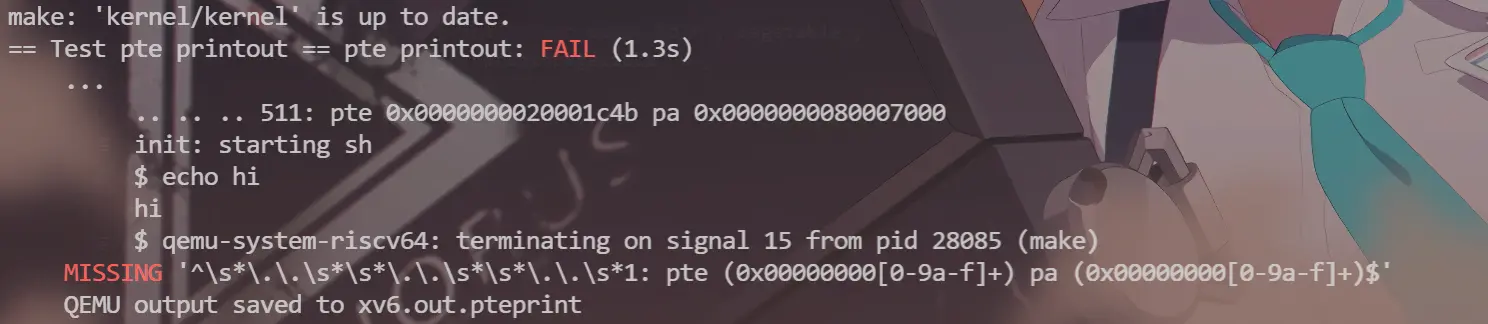 make: 'kernel/kernel' is up to date.
== Test pte printout == pte printout: FAIL (1.3s)
...
.. .. .. 511: pte 0x0000000020001c4b pa 0x0000000080007000
init: starting sh
$ echo hi
hi
$ qemu-system-riscv64: terminating on signal 15 from pid 28085 (make)
MISSING '^\s*\.\.\s*\s*\.\.\s*\s*\.\.\s*1: pte (0x00000000[0-9a-f]+) pa (0x00000000[0-9a-f]+)$'
QEMU output saved to xv6.out.pteprint